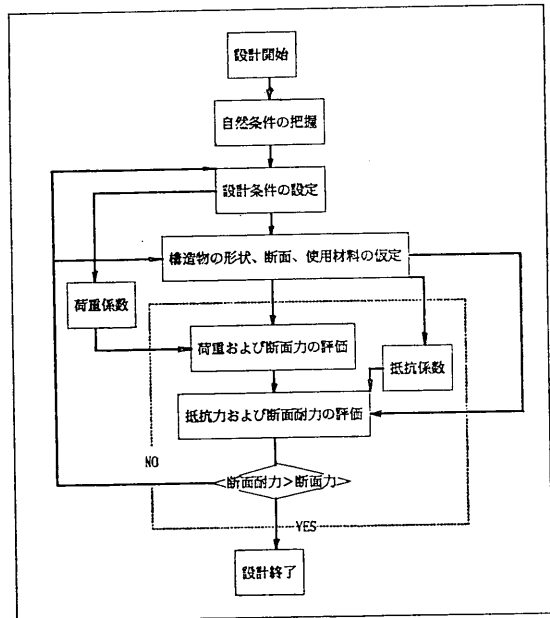 設計開始
自然条件の把握
設計条件の設定
構造物の形状、断面、使用材料の仮定
荷重係数
荷重および断面力の評価
抵抗係数
抵抗力および断面耐力の評価
NO
断面耐力>断面力
YES
設計終了